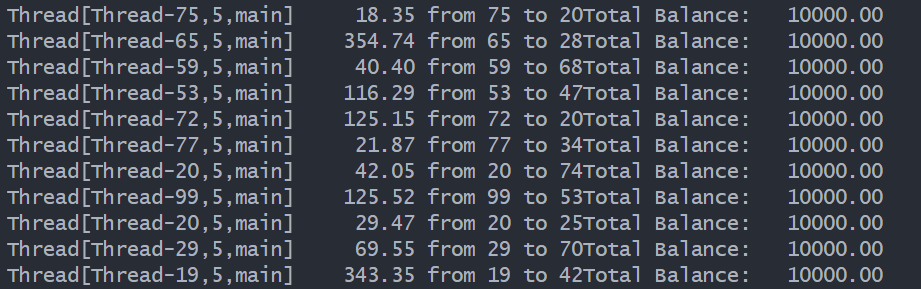 Thread[Thread-75,5,main]     18.35 from 75 to 20Total Balance:   10000.00
Thread[Thread-65,5,main]    354.74 from 65 to 28Total Balance:   10000.00
Thread[Thread-59,5,main]     40.40 from 59 to 68Total Balance:   10000.00
Thread[Thread-53,5,main]    116.29 from 53 to 47Total Balance:   10000.00
Thread[Thread-72,5,main]    125.15 from 72 to 20Total Balance:   10000.00
Thread[Thread-77,5,main]     21.87 from 77 to 34Total Balance:   10000.00
Thread[Thread-20,5,main]     42.05 from 20 to 74Total Balance:   10000.00
Thread[Thread-99,5,main]    125.52 from 99 to 53Total Balance:   10000.00
Thread[Thread-20,5,main]     29.47 from 20 to 25Total Balance:   10000.00
Thread[Thread-29,5,main]     69.55 from 29 to 70Total Balance:   10000.00
Thread[Thread-19,5,main]    343.35 from 19 to 42Total Balance:   10000.00